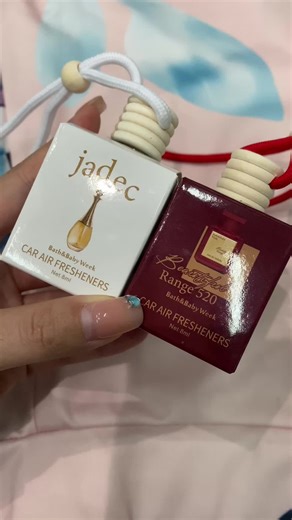 jadec
Bath&Baby Week
CAR AIR FRESHENERS
Net 8ml
Range 520
Bath&Baby Week
CAR AIR FRESHENERS
Net 8ml